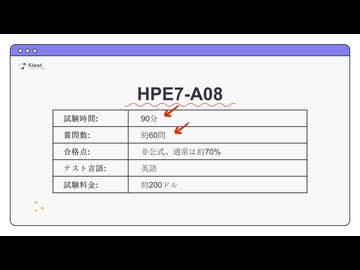 Ktest
HPE7-A08
試験時間: 90分
質問数: 約60問
合格点: 非公式、通常は約70%
テスト言語: 英語
試験料金: 約200ドル